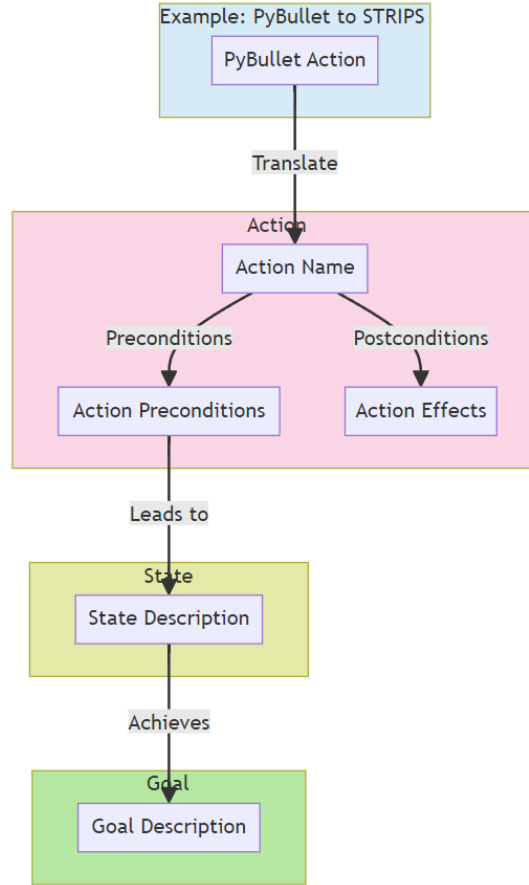 Example: PyBullet to STRIPS
PyBullet Action
Translate
Action
Action Name
Preconditions
Postconditions
Action Preconditions
Action Effects
Leads to
State
State Description
Achieves
Goal
Goal Description